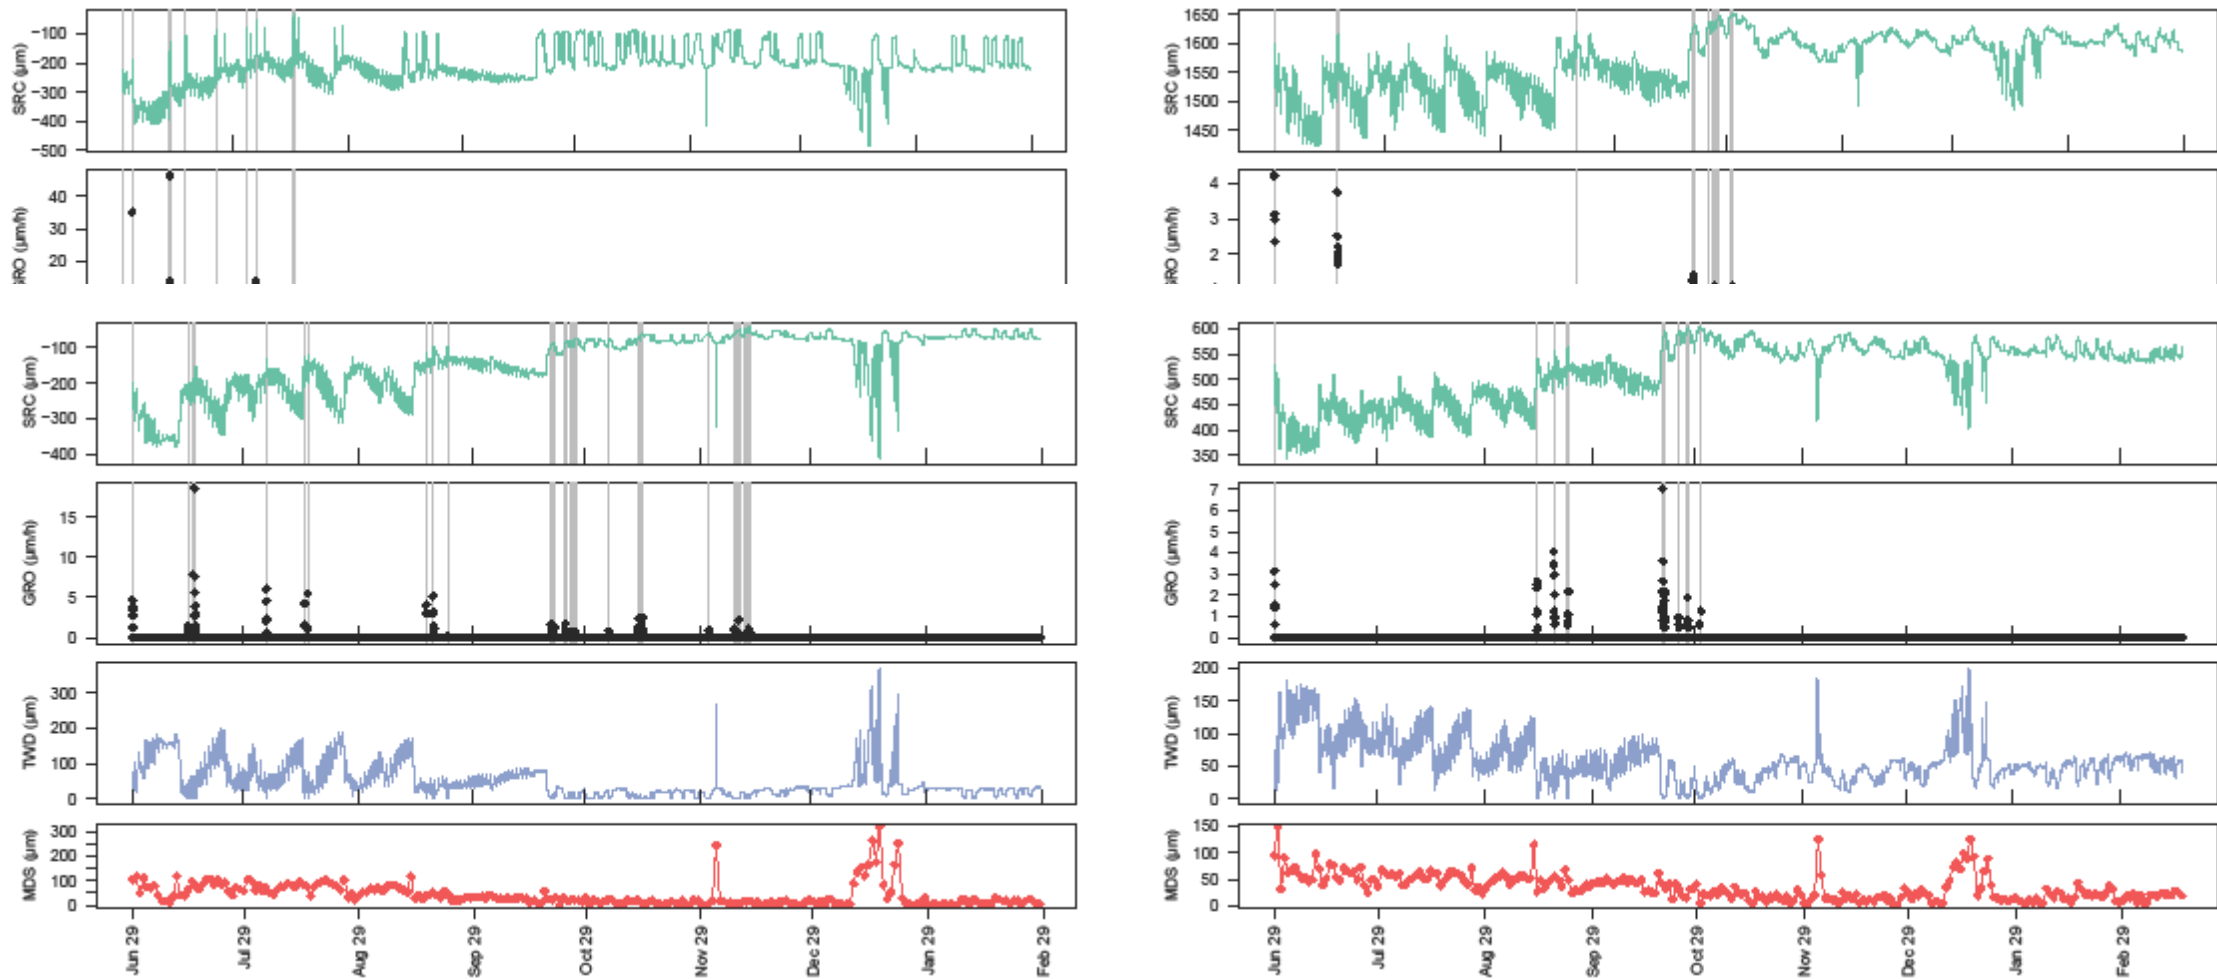 SRC (µm)
−100
−200
−300
−400
−500
SRC (µm)
1650
1600
1550
1500
1450
GRO (µm/h)
40
30
20
GRO (µm/h)
4
3
2
SRC (µm)
−100
−200
−300
−400
SRC (µm)
600
550
500
450
400
350
GRO (µm/h)
15
10
5
0
GRO (µm/h)
7
6
5
4
3
2
1
0
TWD (µm)
300
200
100
0
TWD (µm)
200
150
100
50
0
MDS (µm)
300
200
100
0
MDS (µm)
150
100
50
0
Jun 29
Jul 29
Aug 29
Sep 29
Oct 29
Nov 29
Dec 29
Jan 29
Feb 29
Jun 29
Jul 29
Aug 29
Sep 29
Oct 29
Nov 29
Dec 29
Jan 29
Feb 29